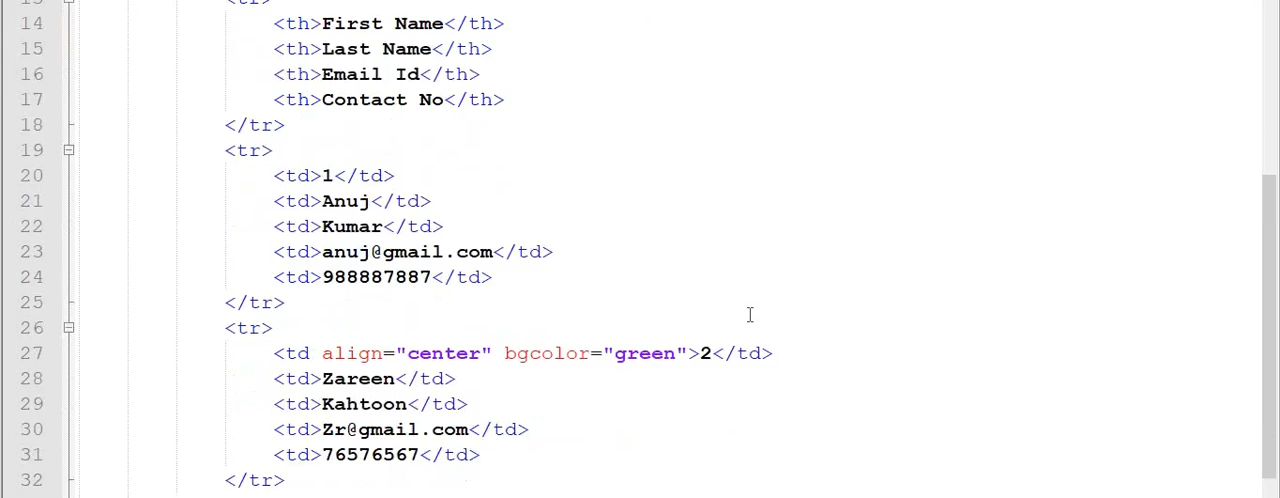 13 <tr>
14 <th>First Name</th>
15 <th>Last Name</th>
16 <th>Email Id</th>
17 <th>Contact No</th>
18 </tr>
19 <tr>
20 <td>1</td>
21 <td>Anuj</td>
22 <td>Kumar</td>
23 <td>anuj@gmail.com</td>
24 <td>988887887</td>
25 </tr>
26 <tr>
27 <td align="center" bgcolor="green">2</td>
28 <td>Zareen</td>
29 <td>Kahtoon</td>
30 <td>Zr@gmail.com</td>
31 <td>76576567</td>
32 </tr>